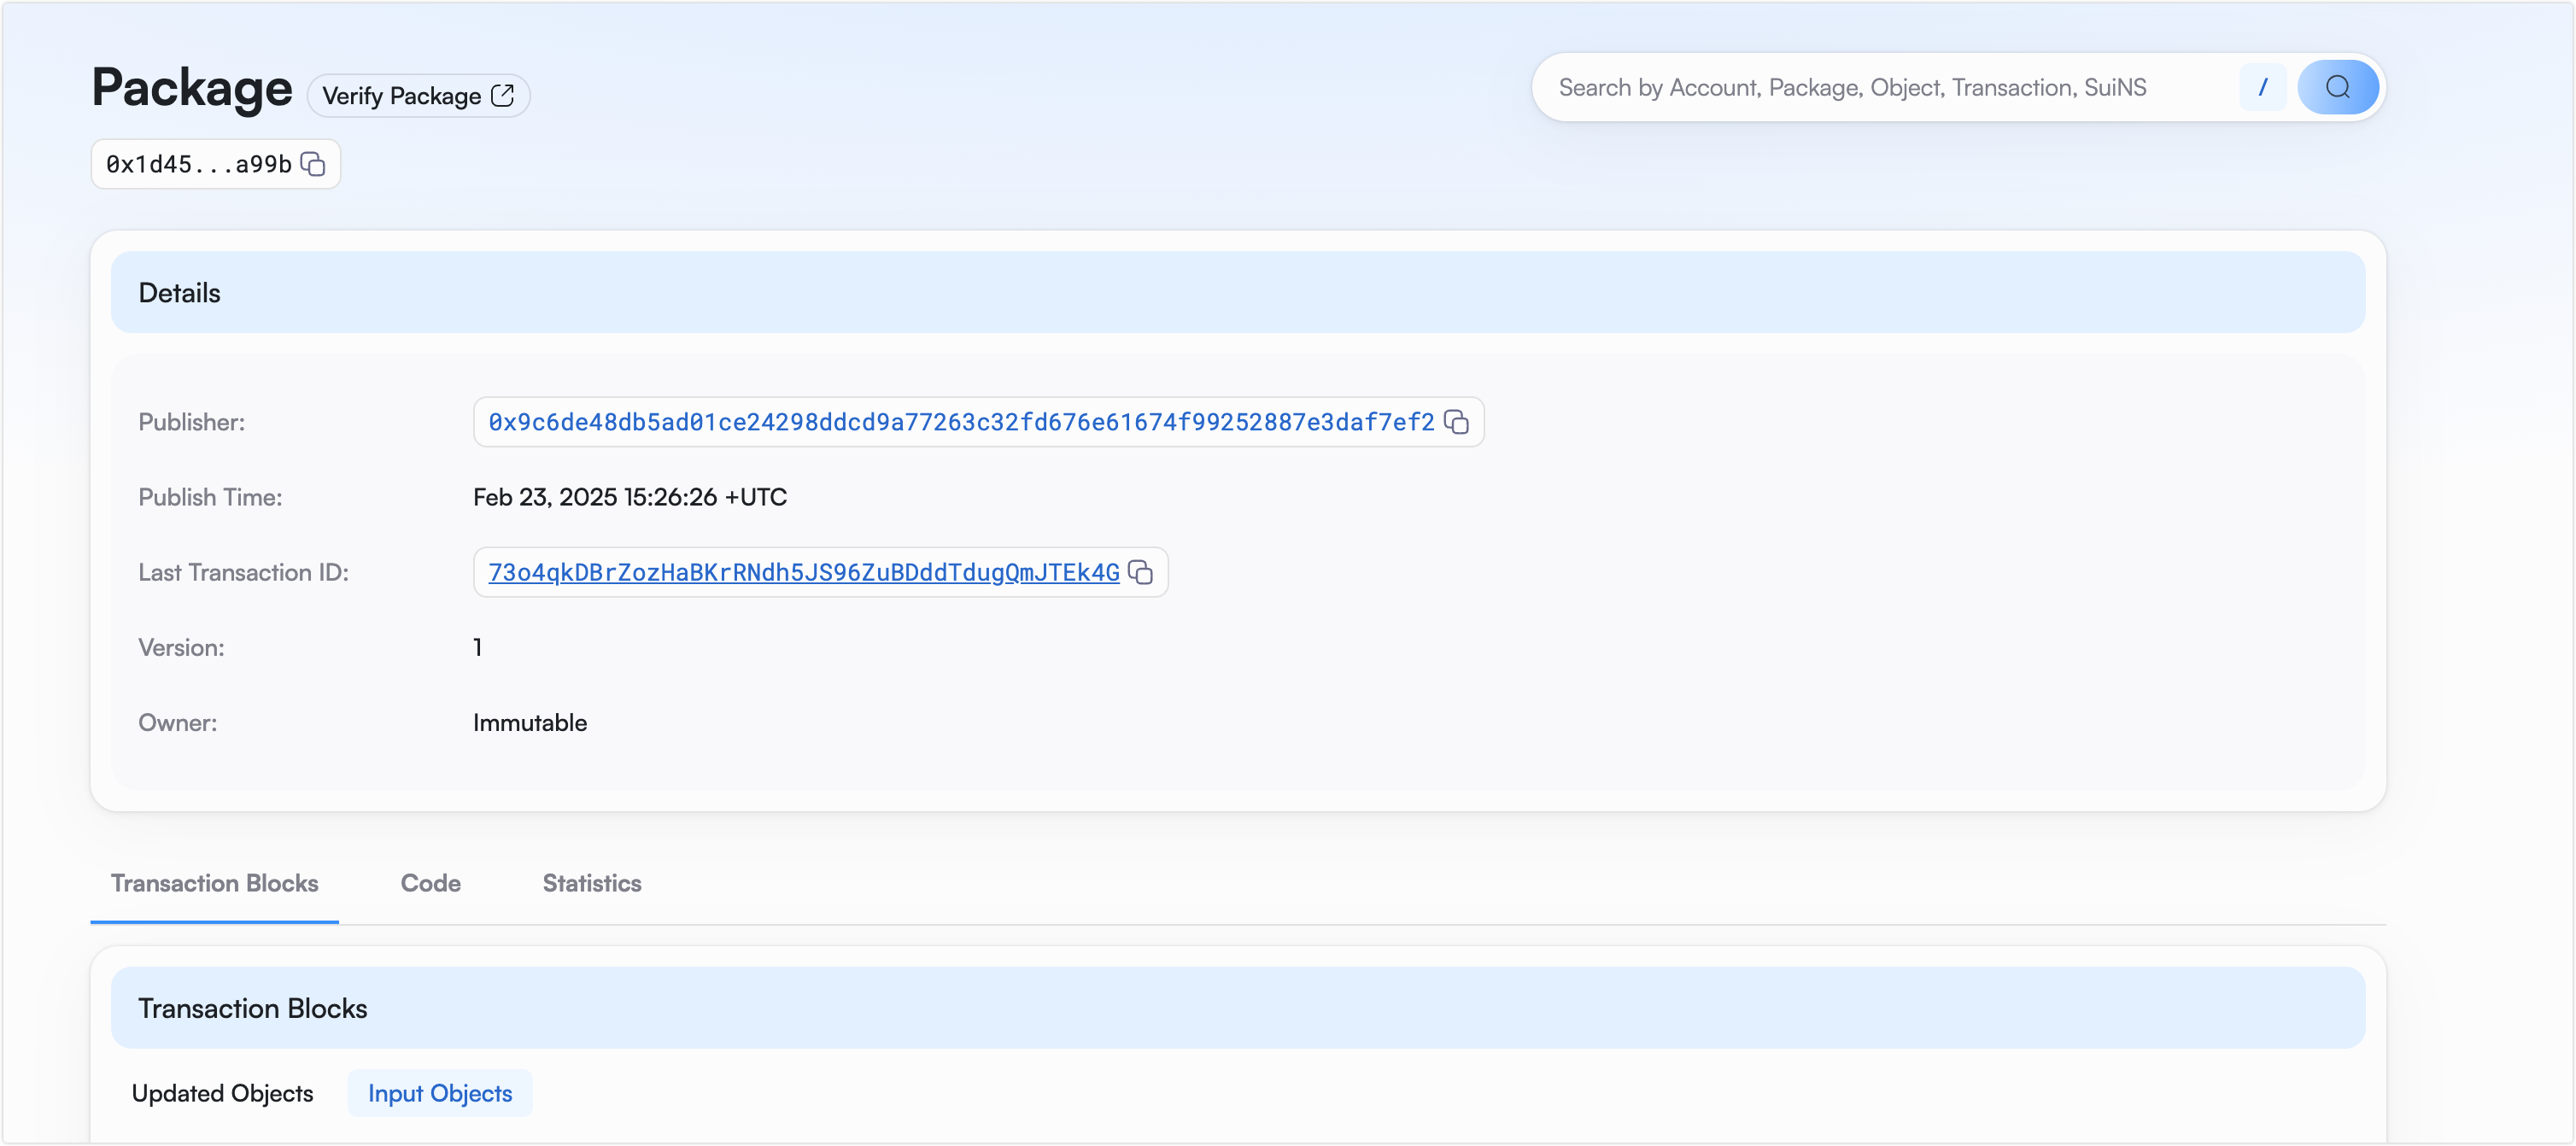 Package
Verify Package
Search by Account, Package, Object, Transaction, SuiNS
/
0x1d45...a99b
Details
Publisher:
0x9c6de48db5ad01ce24298ddcd9a77263c32fd676e61674f99252887e3daf7ef2
Publish Time:
Feb 23, 2025 15:26:26 +UTC
Last Transaction ID:
73o4qkDBrZozHaBKrRNdh5JS96ZuBDddTdugQmJTEk4G
Version:
1
Owner:
Immutable
Transaction Blocks
Code
Statistics
Transaction Blocks
Updated Objects
Input Objects